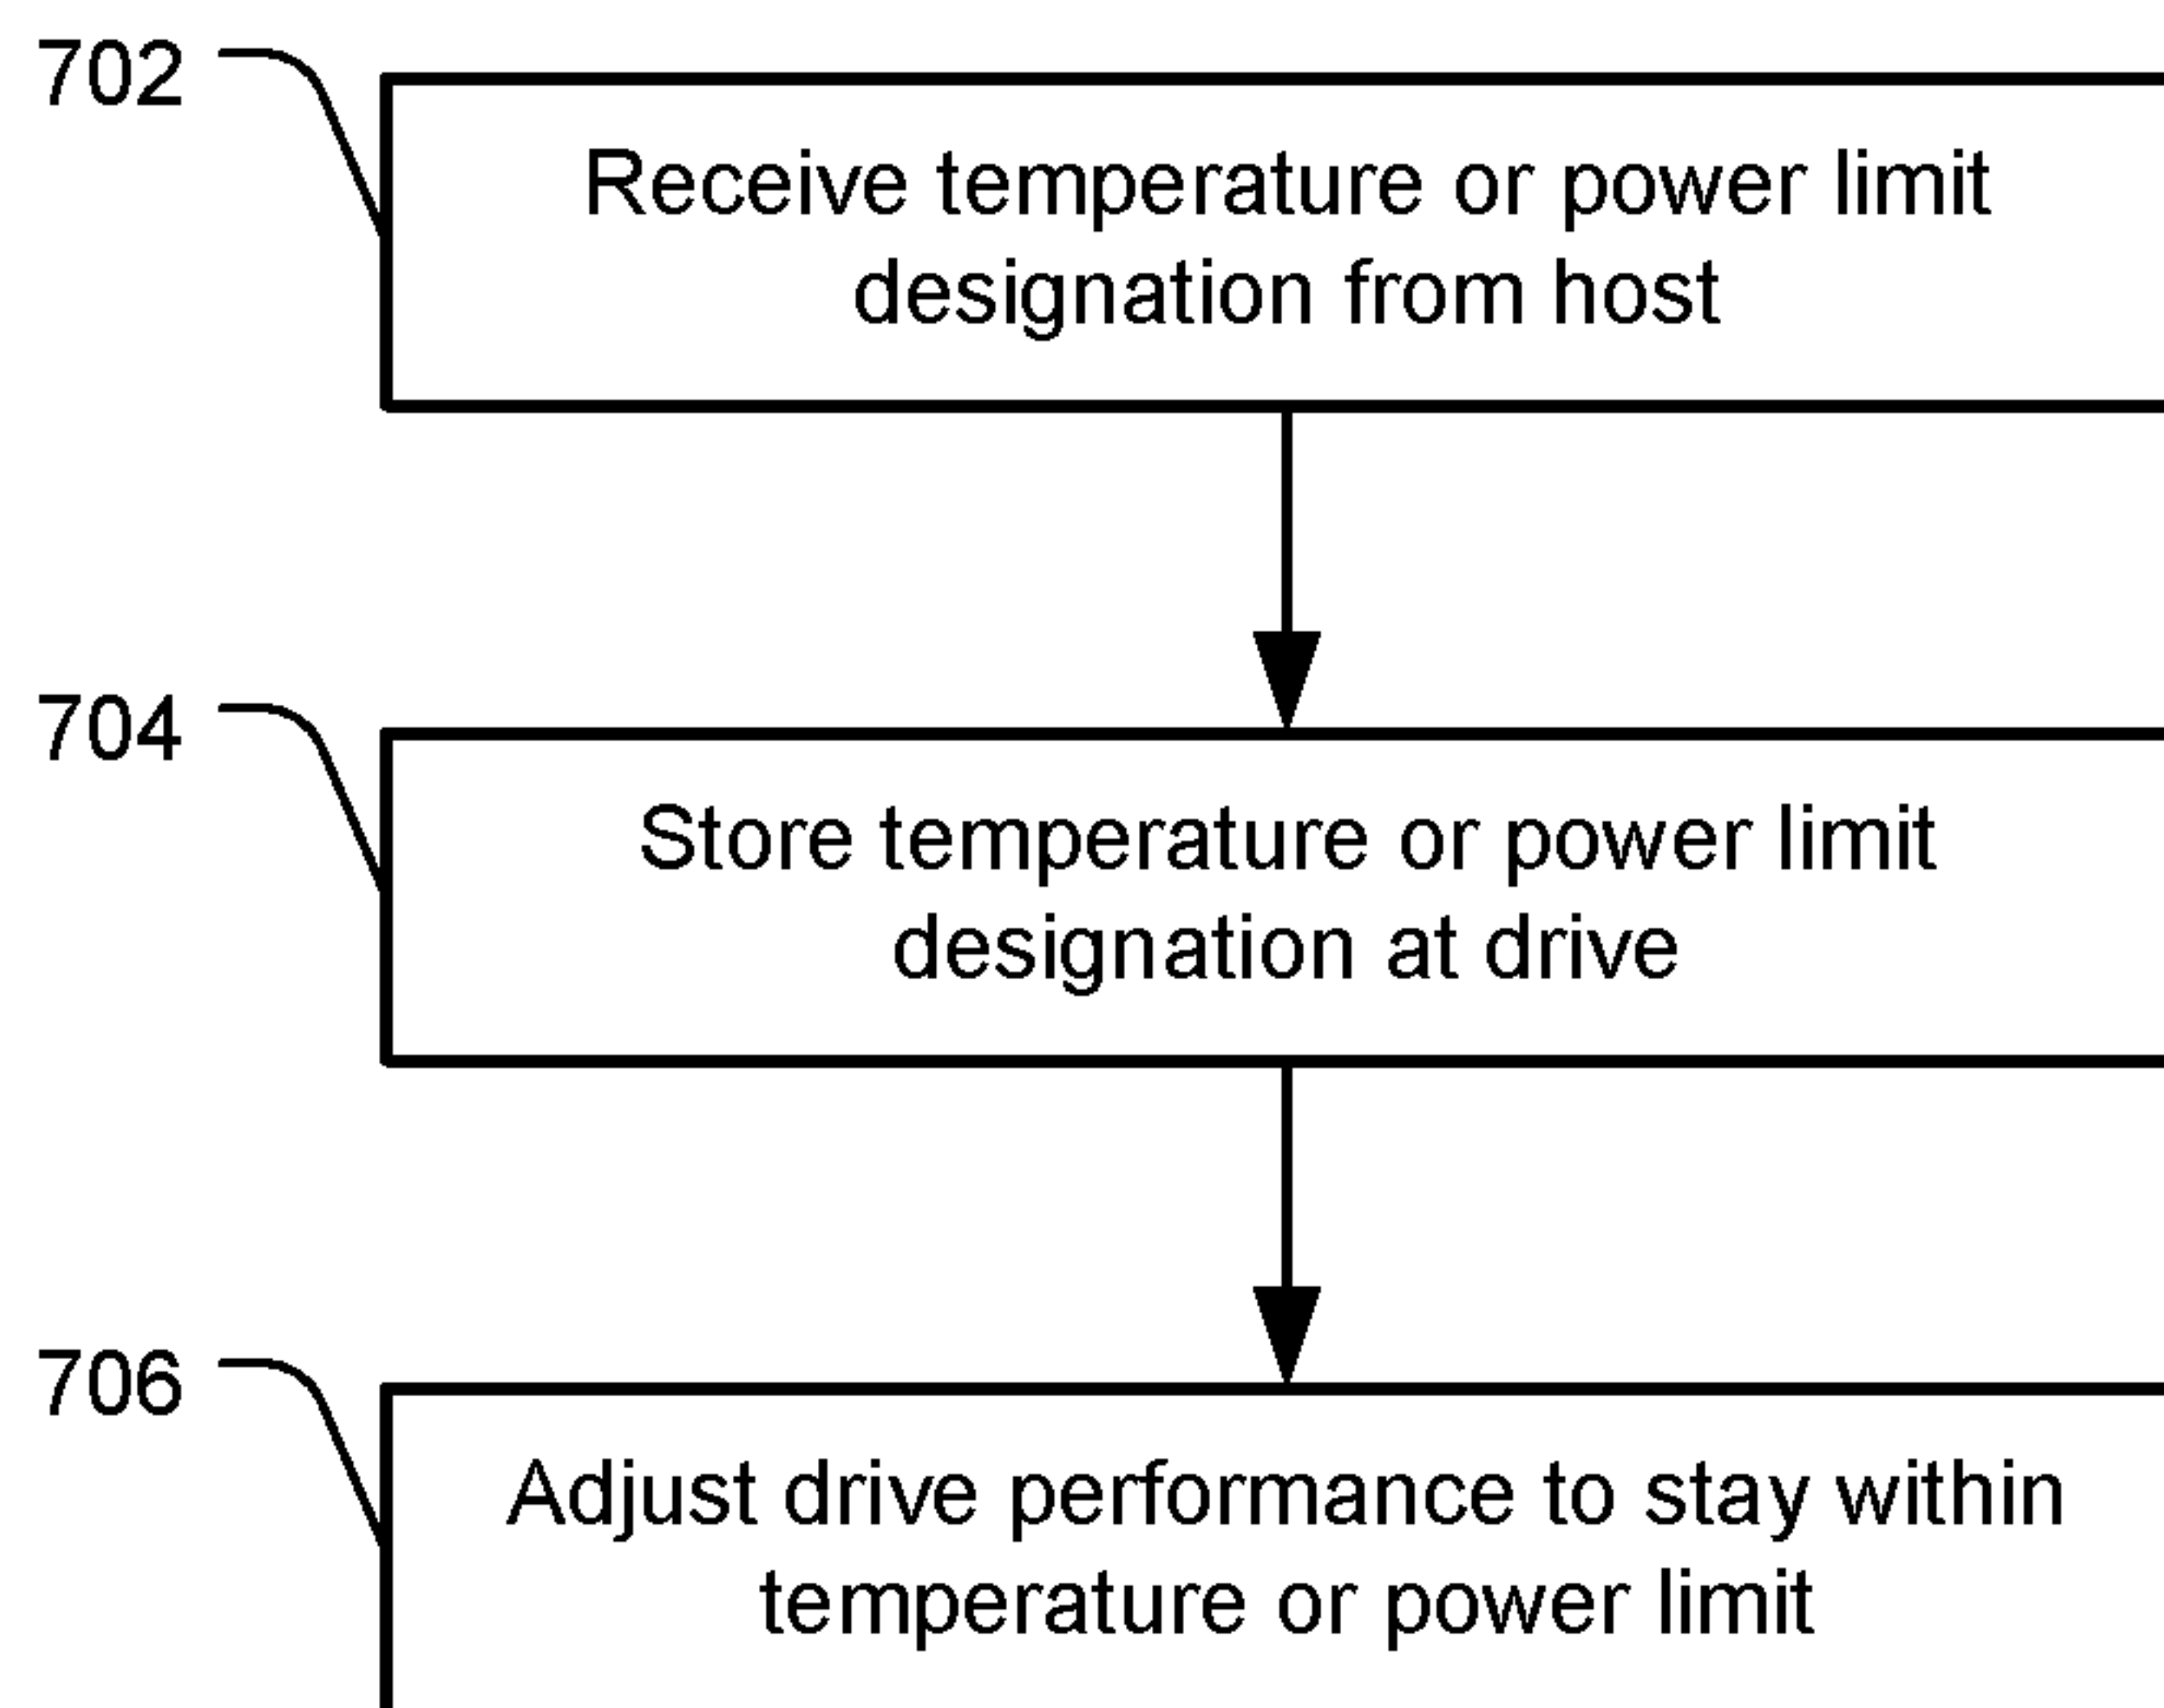 702
Receive temperature or power limit
designation from host
704
Store temperature or power limit
designation at drive
706
Adjust drive performance to stay within
temperature or power limit